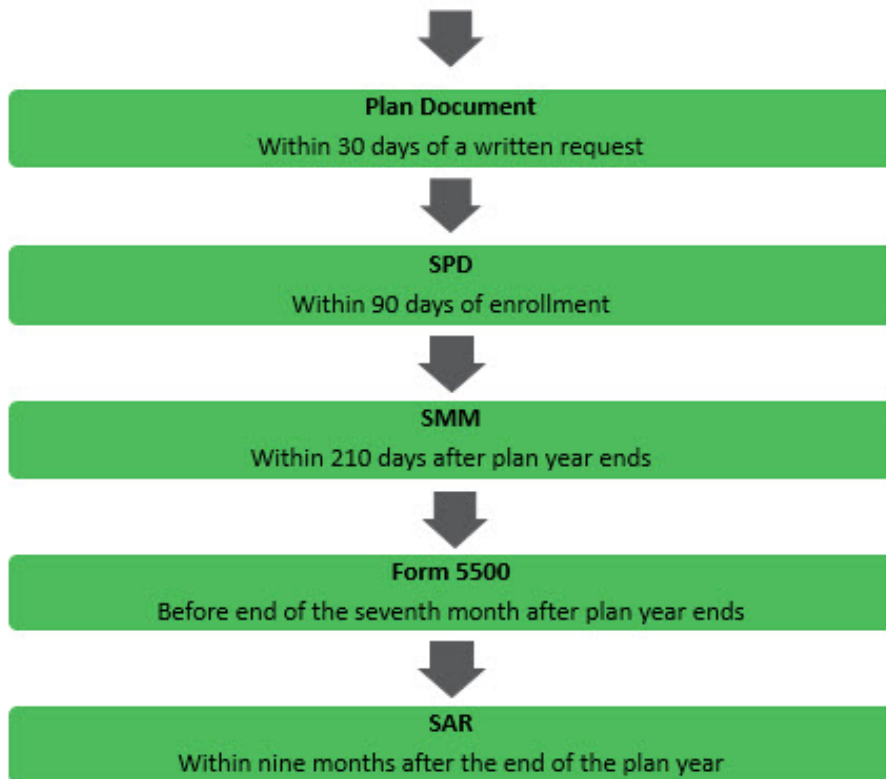 Plan Document
Within 30 days of a written request
SPD
Within 90 days of enrollment
SMM
Within 210 days after plan year ends
Form 5500
Before end of the seventh month after plan year ends
SAR
Within nine months after the end of the plan year